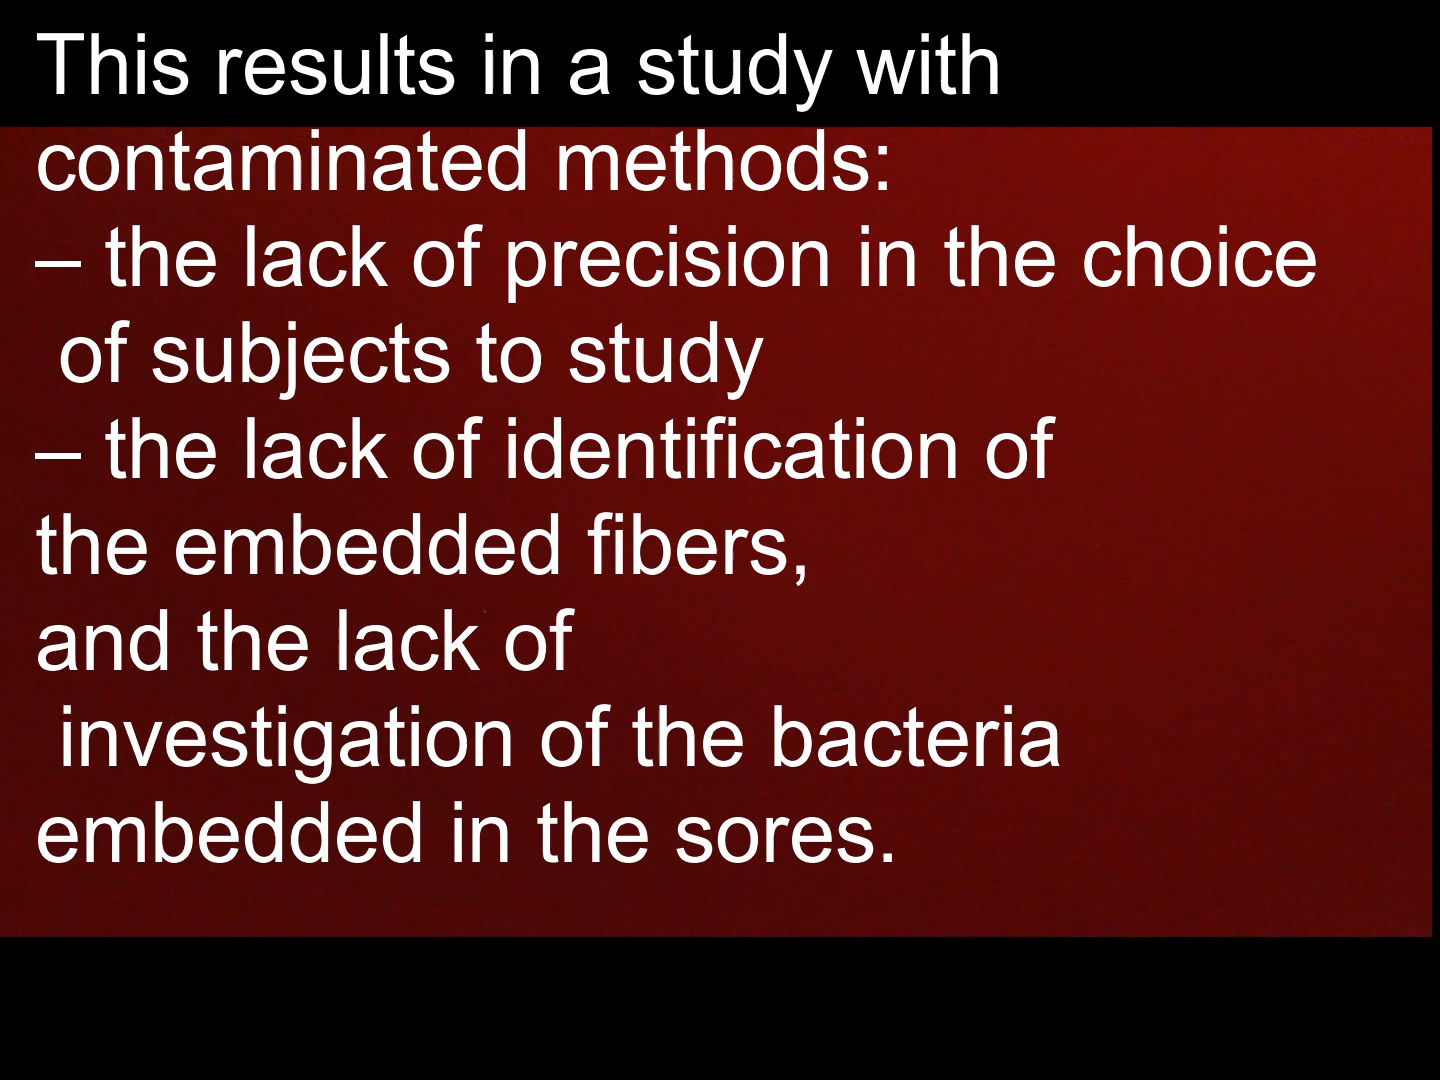 This results in a study with
contaminated methods:
– the lack of precision in the choice
of subjects to study
– the lack of identification of
the embedded fibers,
and the lack of
investigation of the bacteria
embedded in the sores.